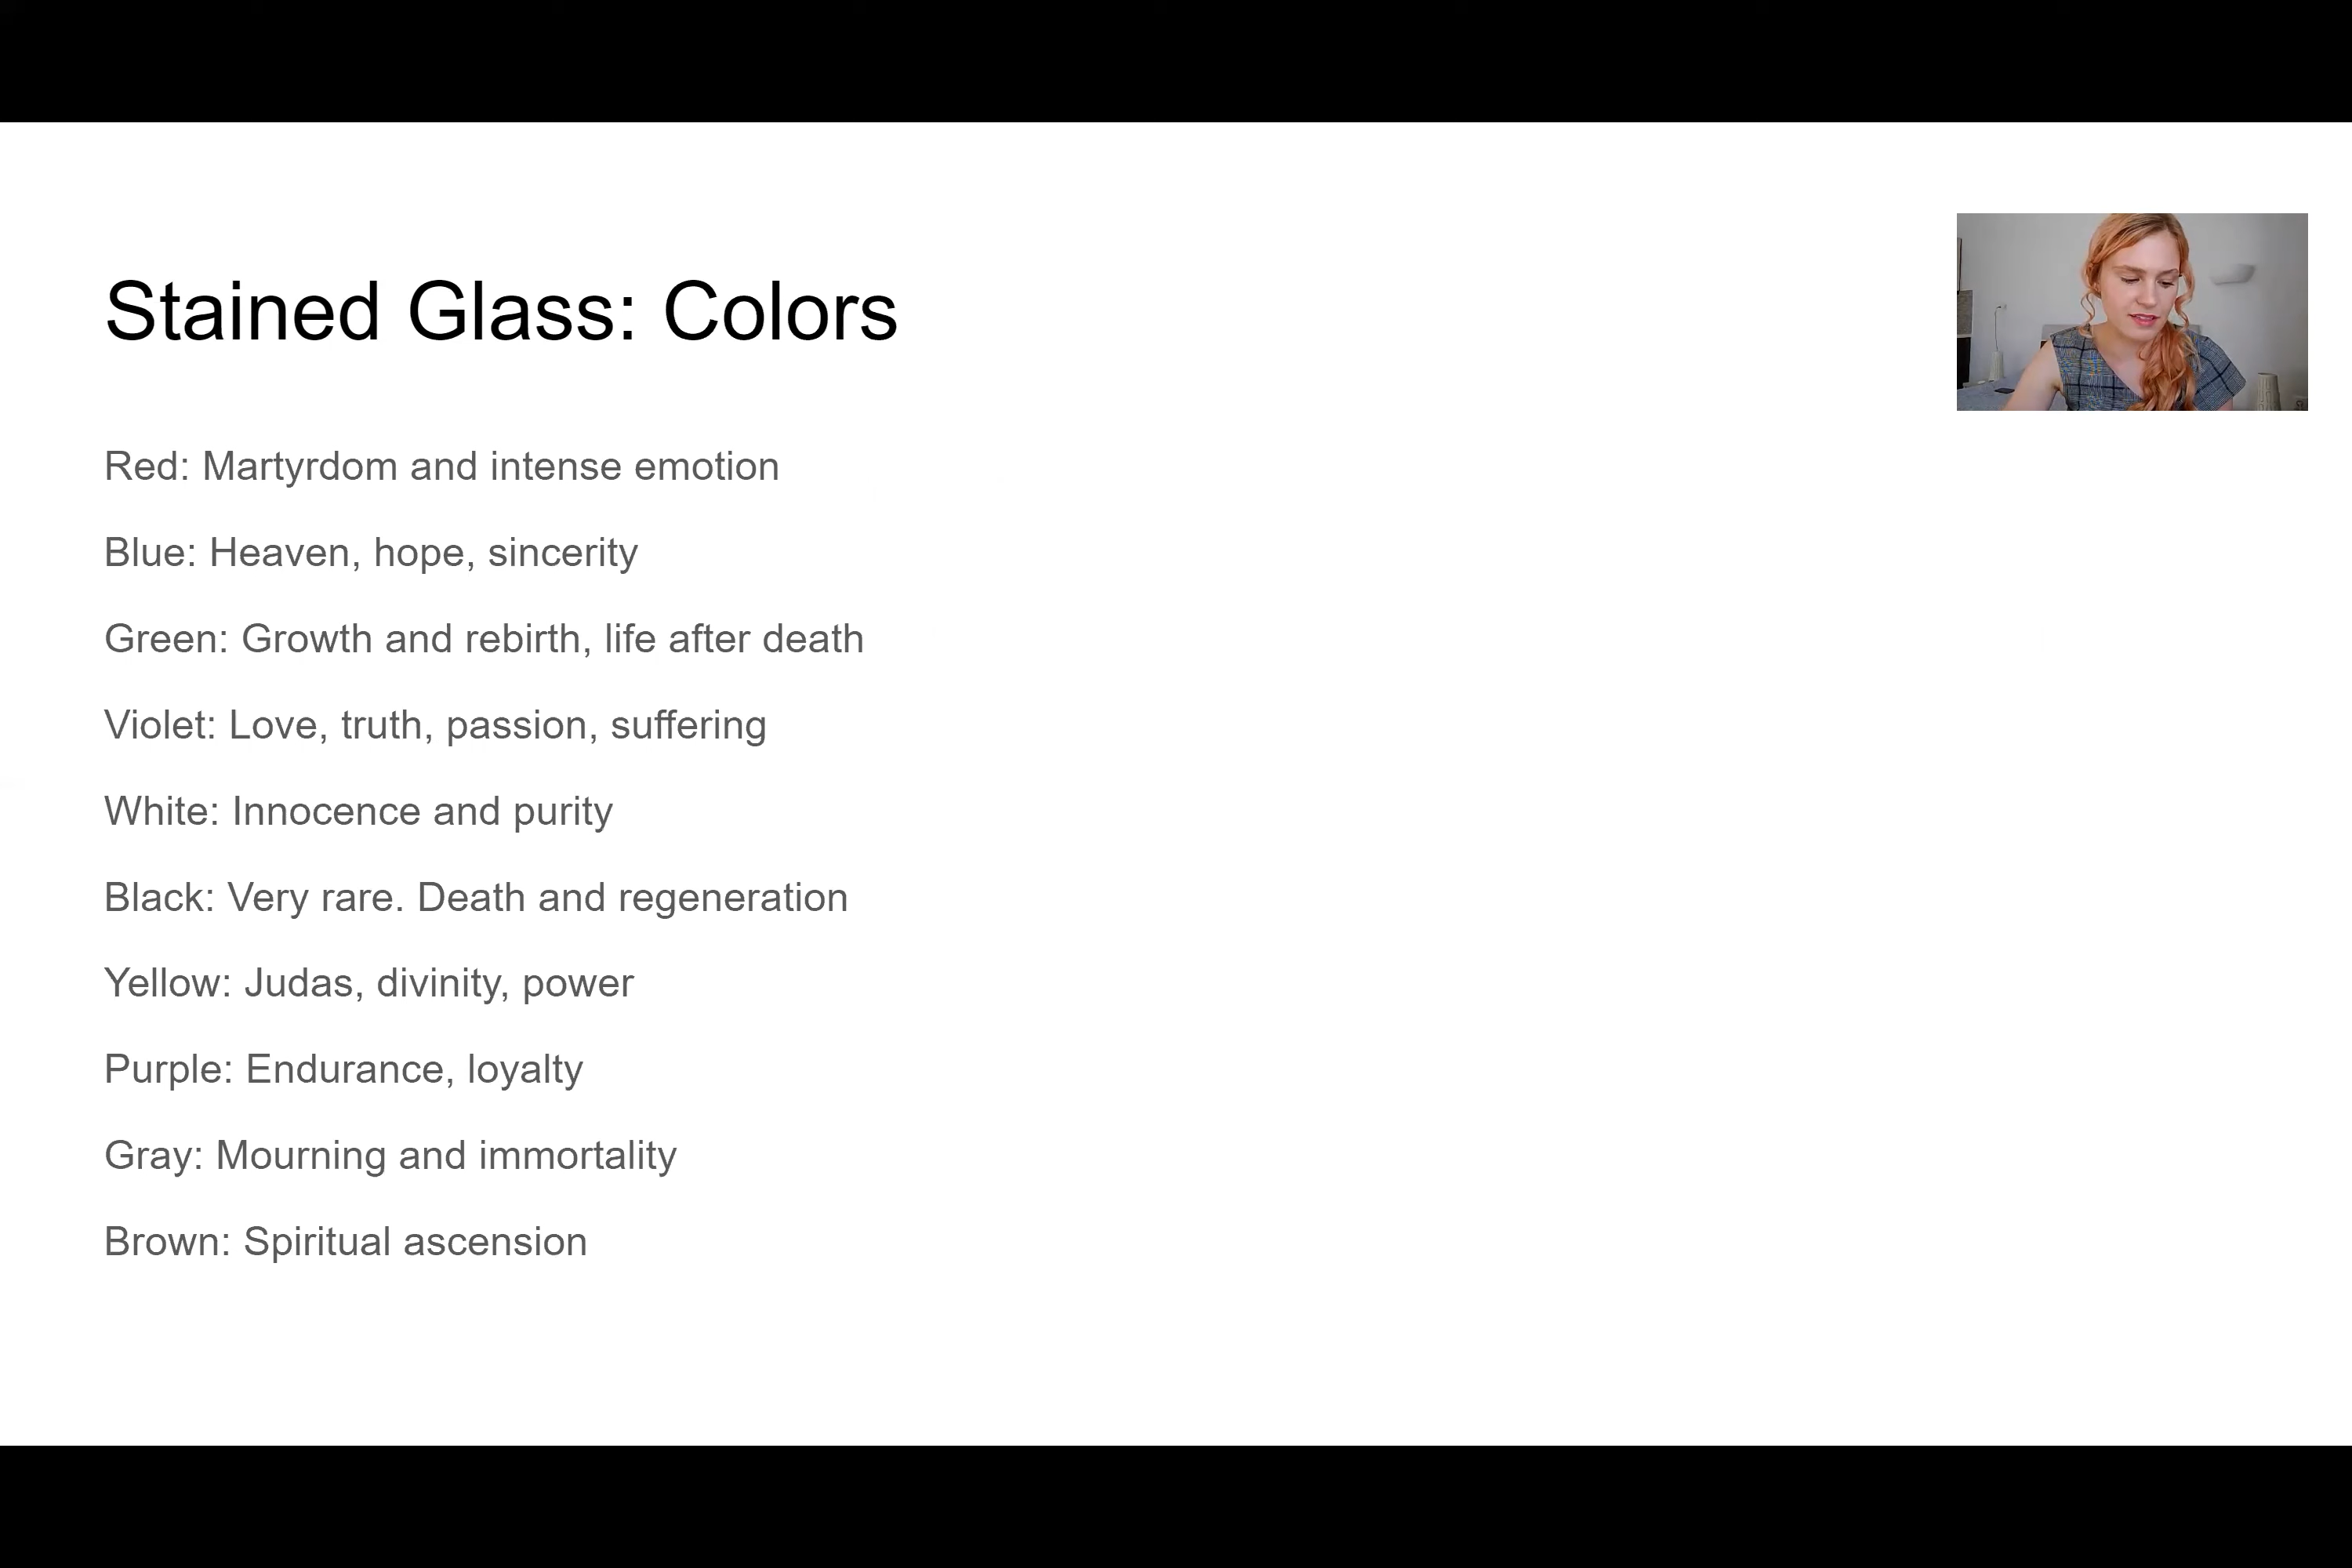 Stained Glass: Colors
Red: Martyrdom and intense emotion
Blue: Heaven, hope, sincerity
Green: Growth and rebirth, life after death
Violet: Love, truth, passion, suffering
White: Innocence and purity
Black: Very rare. Death and regeneration
Yellow: Judas, divinity, power
Purple: Endurance, loyalty
Gray: Mourning and immortality
Brown: Spiritual ascension